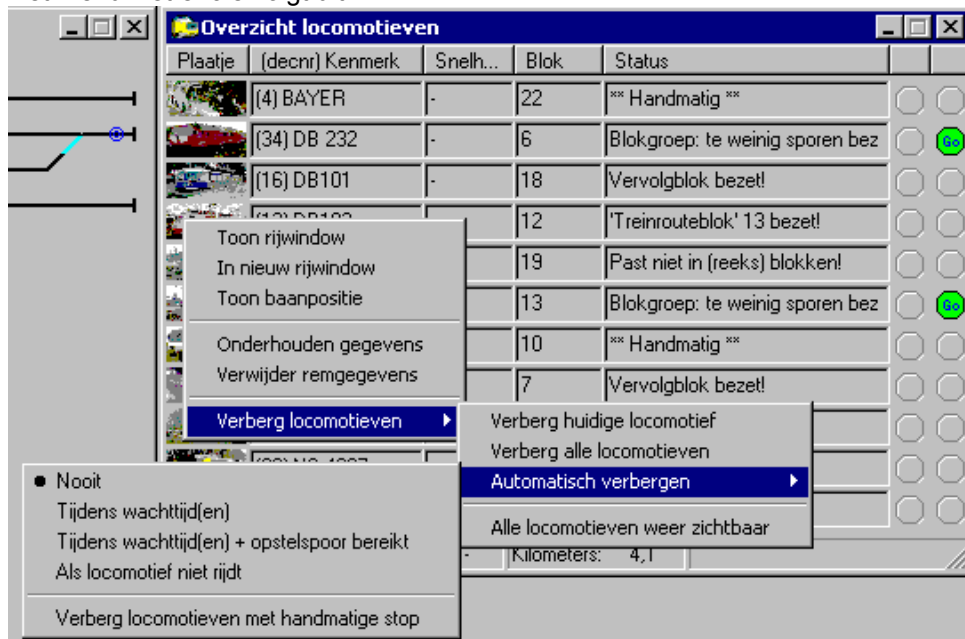 Overzicht locomotieven
Plaatje (decnr) Kenmerk Snelh... Blok Status
(4) BAYER - 22 ** Handmatig **
(34) DB 232 - 6 Blokgroep: te weinig sporen bez Go
(16) DB101 - 18 Vervolgblok bezet!
12 'Treinrouteblok' 13 bezet!
19 Past niet in (reeks) blokken!
13 Blokgroep: te weinig sporen bez Go
10 ** Handmatig **
7 Vervolgblok bezet!
Toon rijwindow
In nieuw rijwindow
Toon baanpositie
Onderhouden gegevens
Verwijder remgegevens
Verberg locomotieven
Verberg huidige locomotief
Verberg alle locomotieven
Automatisch verbergen
Alle locomotieven weer zichtbaar
Nooit
Tijdens wachttijd(en)
Tijdens wachttijd(en) + opstelspoor bereikt
Als locomotief niet rijdt
Verberg locomotieven met handmatige stop
- Kilometers: 4,1